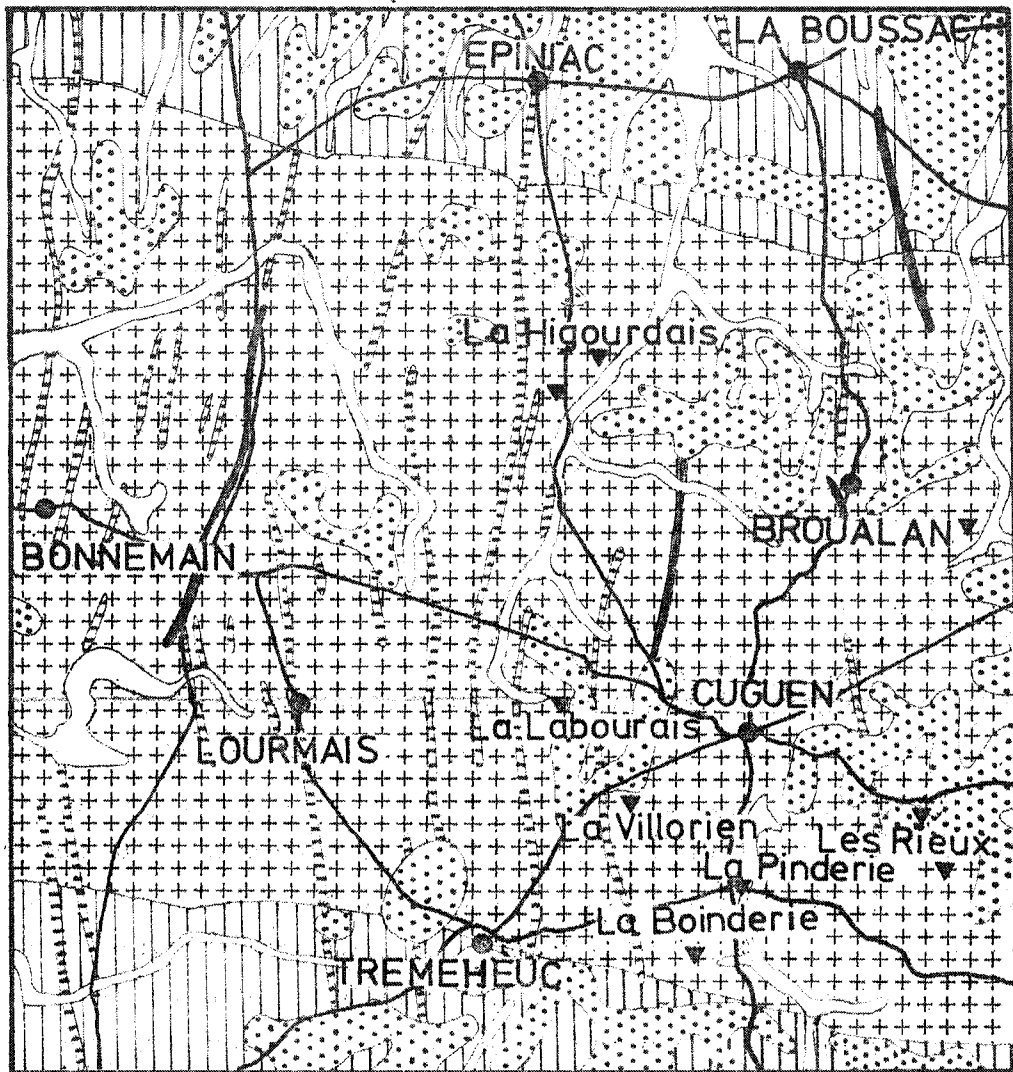 LA BOUSSAC
EPINIAC
La Higourdais
BROUALAN
BONNEMAIN
CUGUEN
La Labourais
LOURMAIS
La Villorien
Les Rieux
La Pinderie
La Boinderie
TREMEHEUC